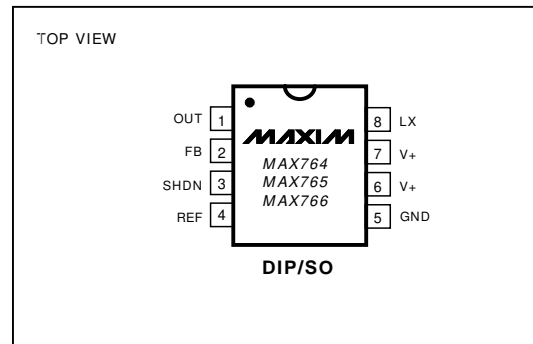 TOP VIEW
OUT 1
FB 2
SHDN 3
REF 4
MAXIM
MAX764
MAX765
MAX766
8 LX
7 V+
6 V+
5 GND
DIP/SO